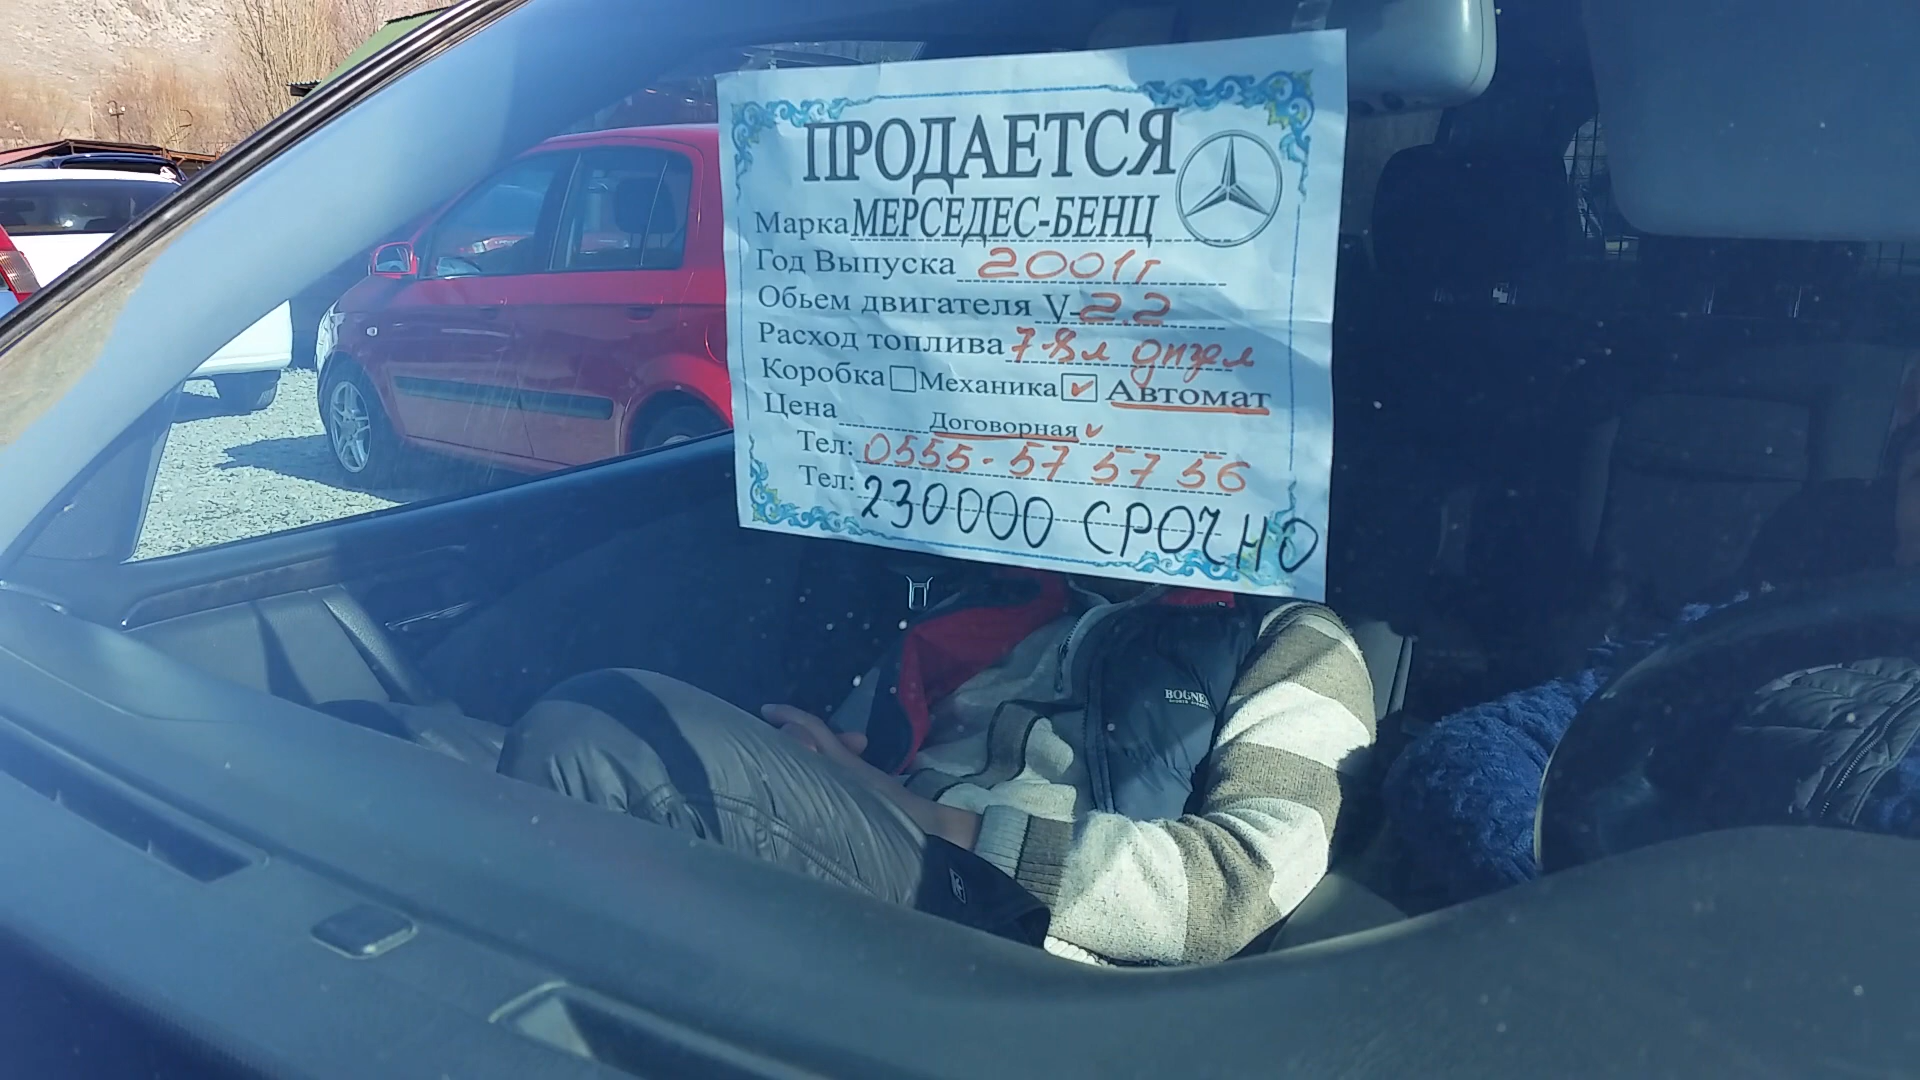 ПРОДАЕТСЯ
Марка МЕРСЕДЕС-БЕНЦ
Год Выпуска 2001г
Обьем двигателя V-2.2
Расход топлива 7-8л дизел
Коробка Механика ✓ Автомат
Цена Договорная ✓
Тел: 0555-57 57 56
Тел: 230000 СРОЧНО
BOGNER